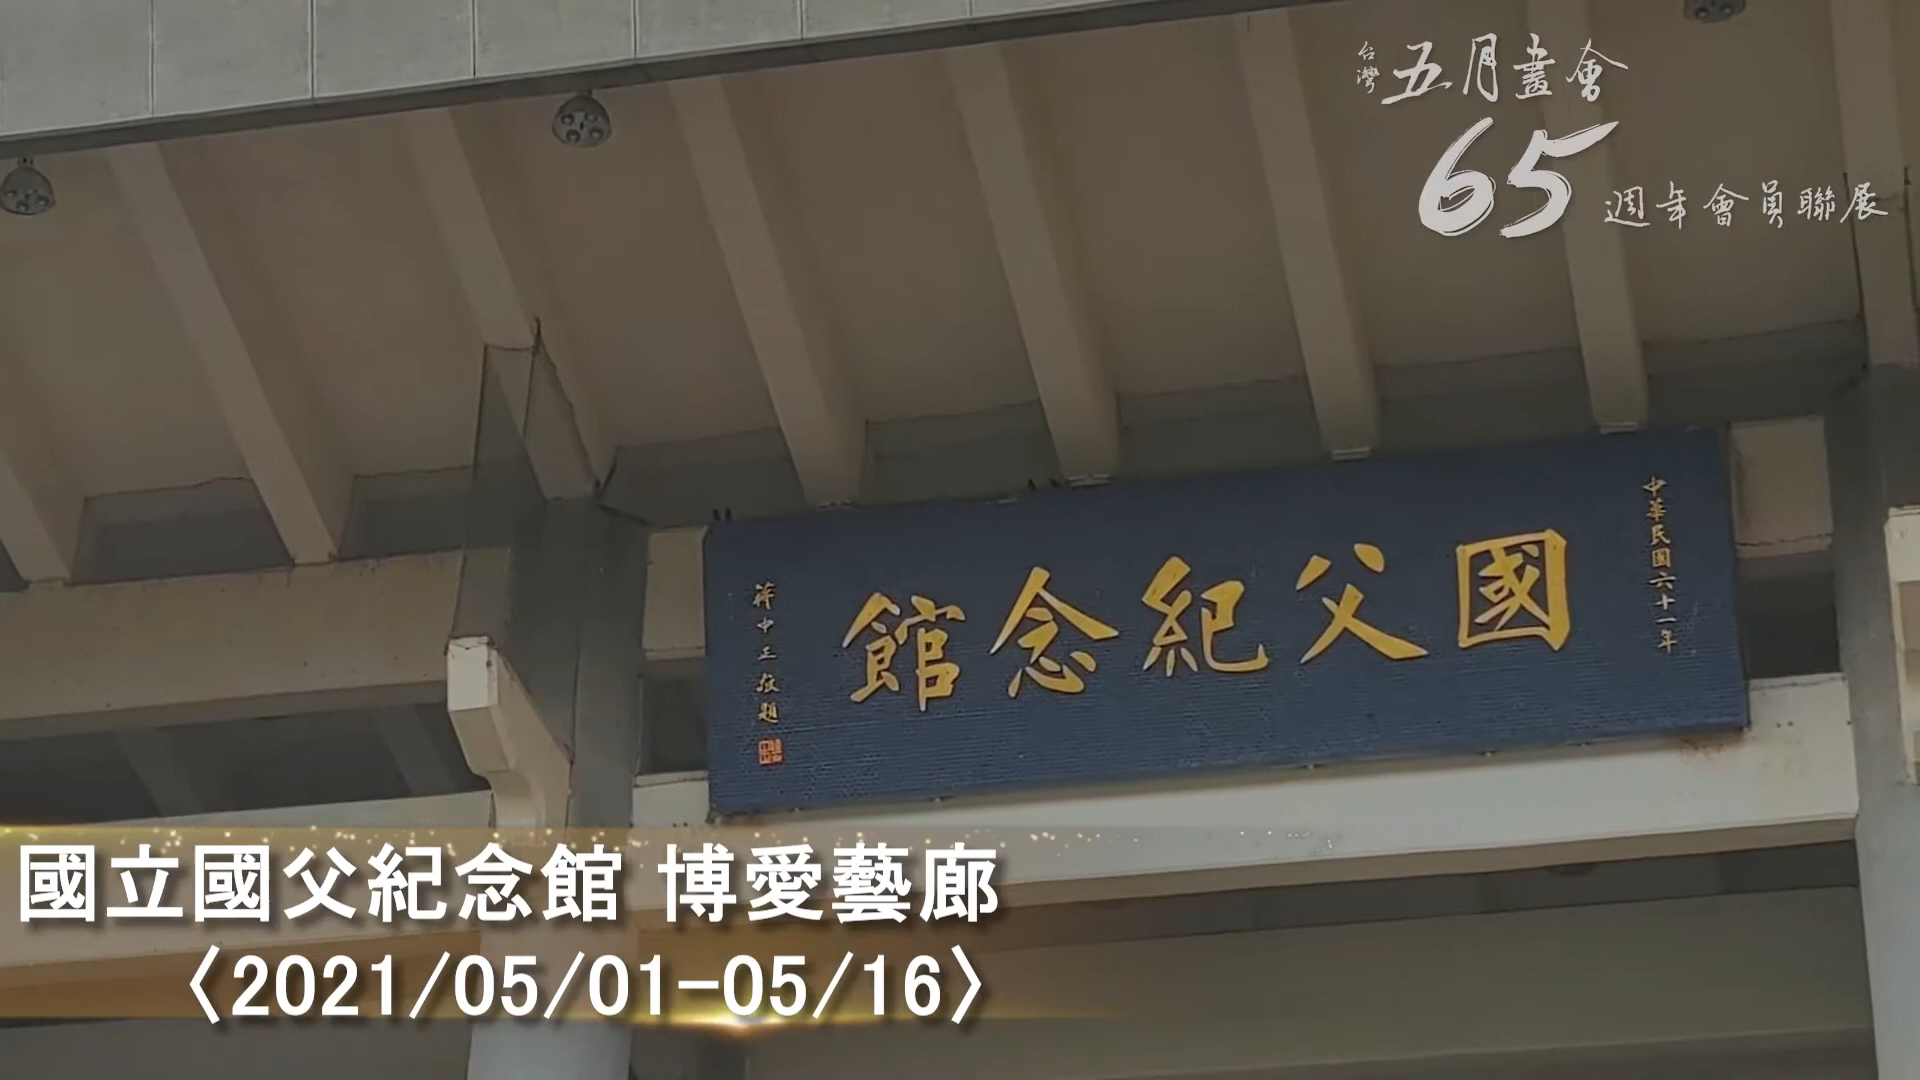 台灣五月畫會
65週年會員聯展
中華民國六十一年
國父紀念館
蔣中正敬題
國立國父紀念館 博愛藝廊
〈2021/05/01-05/16〉